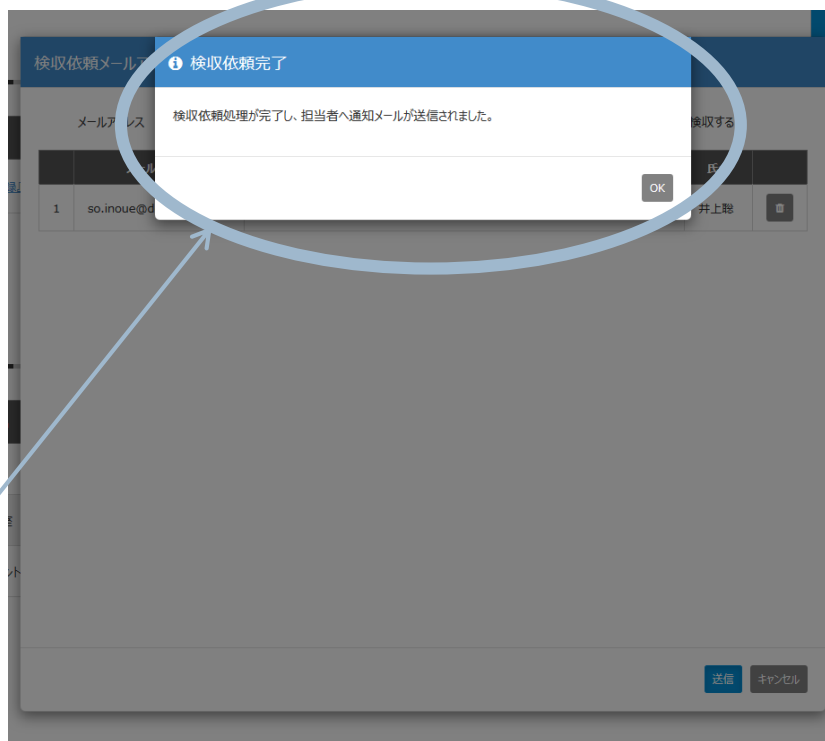 検収依頼メール
検収依頼完了
検収依頼処理が完了し、担当者へ通知メールが送信されました。
OK
メールアドレス
検収する
1 so.inoue@d 井上聡
送信 キャンセル